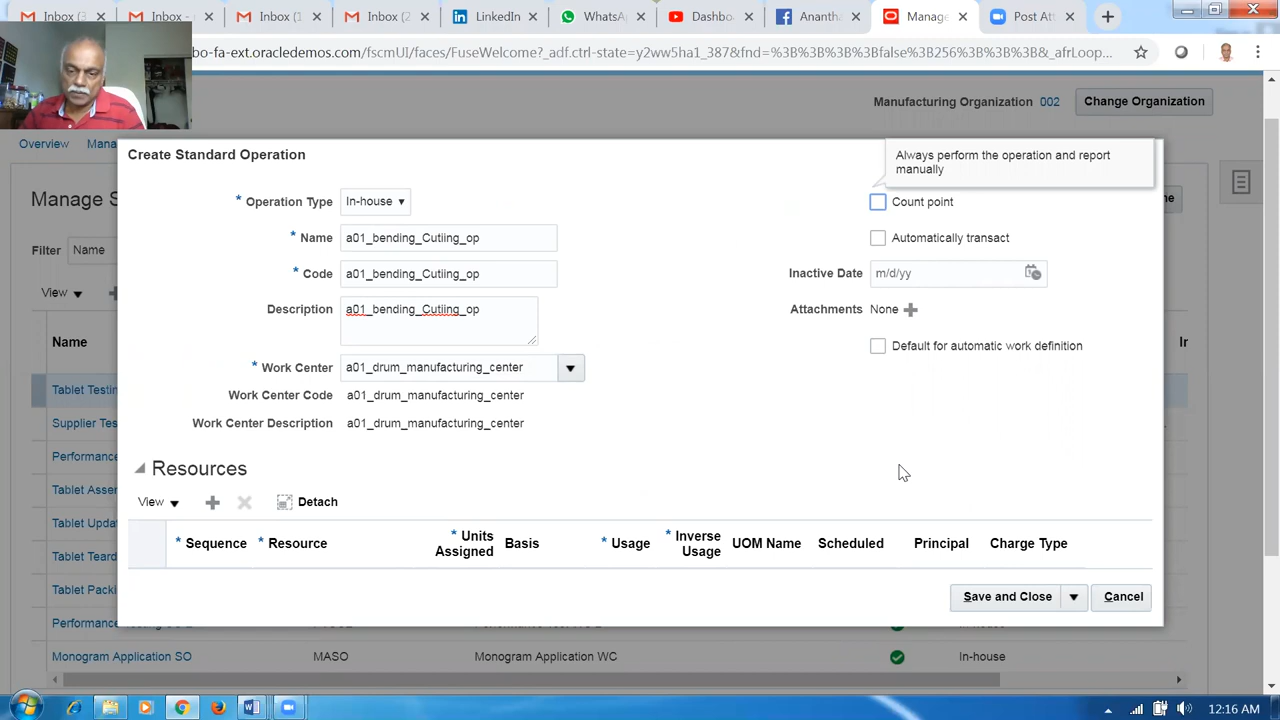 Inbox (3
Inbox (
Inbox (l
Inbox (2
LinkedIn
WhatsA
Dashbo
Ananth
Manage
Post Att
bo-fa-ext.oracledemos.com/fscmUI/faces/FuseWelcome?_adf.ctrl-state=y2ww5ha1_387&fnd=%3B%3B%3B%3Bfalse%3B256%3B%3B%3B&_afrLoop...
Manufacturing Organization 002 Change Organization
Overview Mana
Manage S
ne
Filter Name
View
Name
In
Tablet Testin
Supplier Tes
Performance
Tablet Assen
Tablet Updat
Tablet Teard
Tablet Packi
Monogram Application SO MASO Monogram Application WC In-house
Create Standard Operation
Always perform the operation and report
manually
* Operation Type In-house
Count point
* Name a01_bending_Cutiing_op
Automatically transact
* Code a01_bending_Cutiing_op
Inactive Date m/d/yy
Description a01_bending_Cutiing_op
Attachments None
Default for automatic work definition
* Work Center a01_drum_manufacturing_center
Work Center Code a01_drum_manufacturing_center
Work Center Description a01_drum_manufacturing_center
Resources
View Detach
* Sequence * Resource * Units Assigned Basis * Usage * Inverse Usage UOM Name Scheduled Principal Charge Type
Save and Close Cancel
12:16 AM